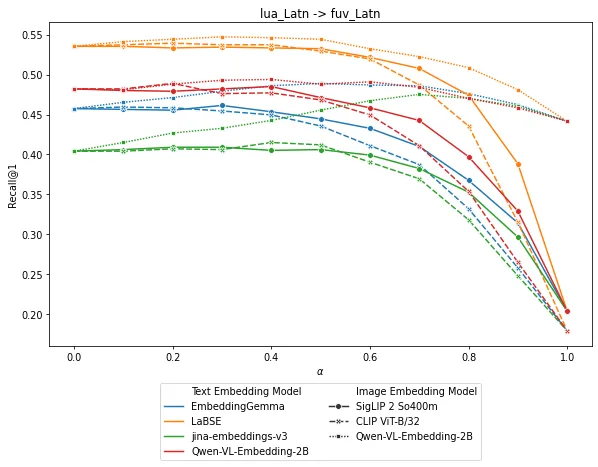 lua_Latn -> fuv_Latn
Recall@1
0.55
0.50
0.45
0.40
0.35
0.30
0.25
0.20
0.0 0.2 0.4 0.6 0.8 1.0
α
Text Embedding Model
EmbeddingGemma
LaBSE
jina-embeddings-v3
Qwen-VL-Embedding-2B
Image Embedding Model
SigLIP 2 So400m
CLIP ViT-B/32
Qwen-VL-Embedding-2B